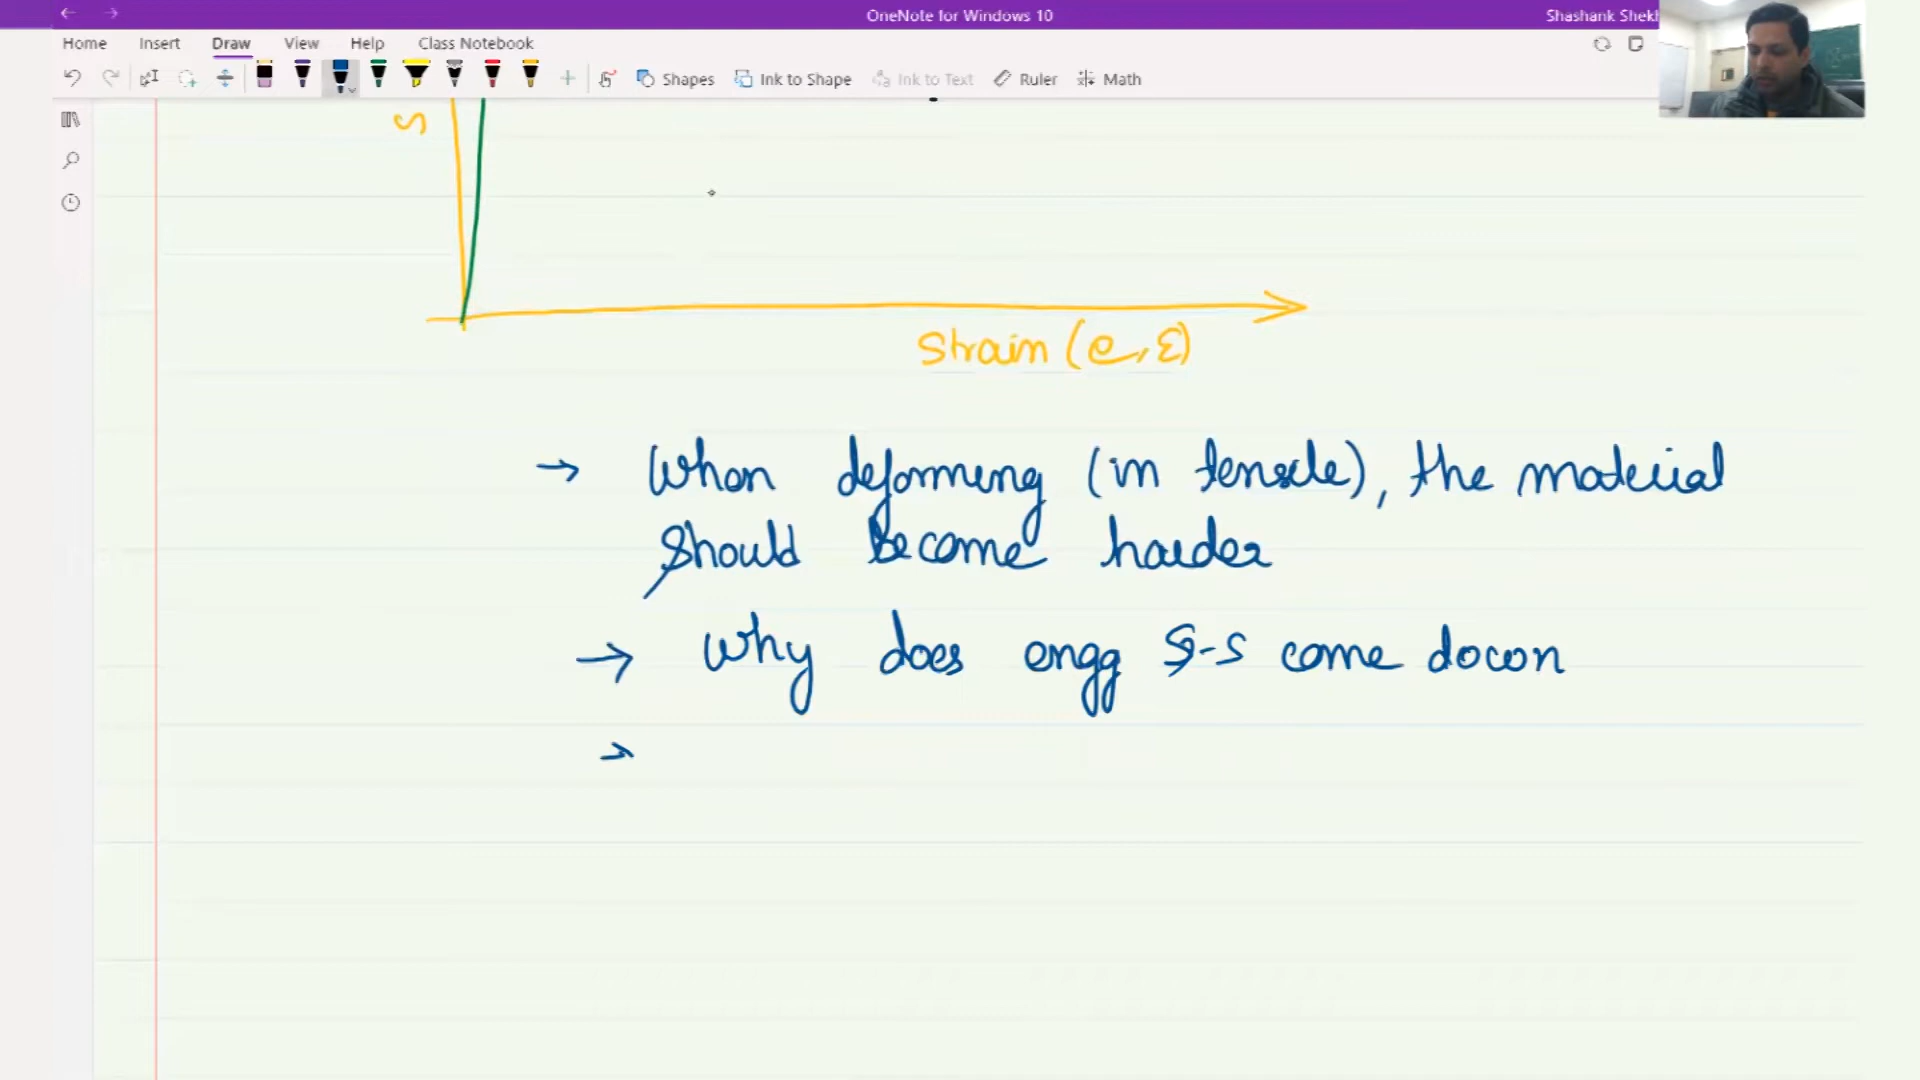 OneNote for Windows 10
Shashank Shekh
Home Insert Draw View Help Class Notebook
Shapes Ink to Shape Ink to Text Ruler Math
S
Strain (e, ε)
→ When deforming (in tensile), the material
should become harder
→ Why does engg S-S come down
→